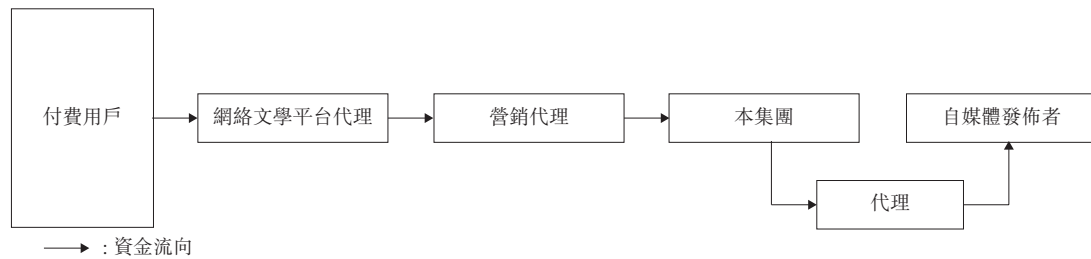 付費用戶
網絡文學平台代理
營銷代理
本集團
自媒體發佈者
代理
：資金流向